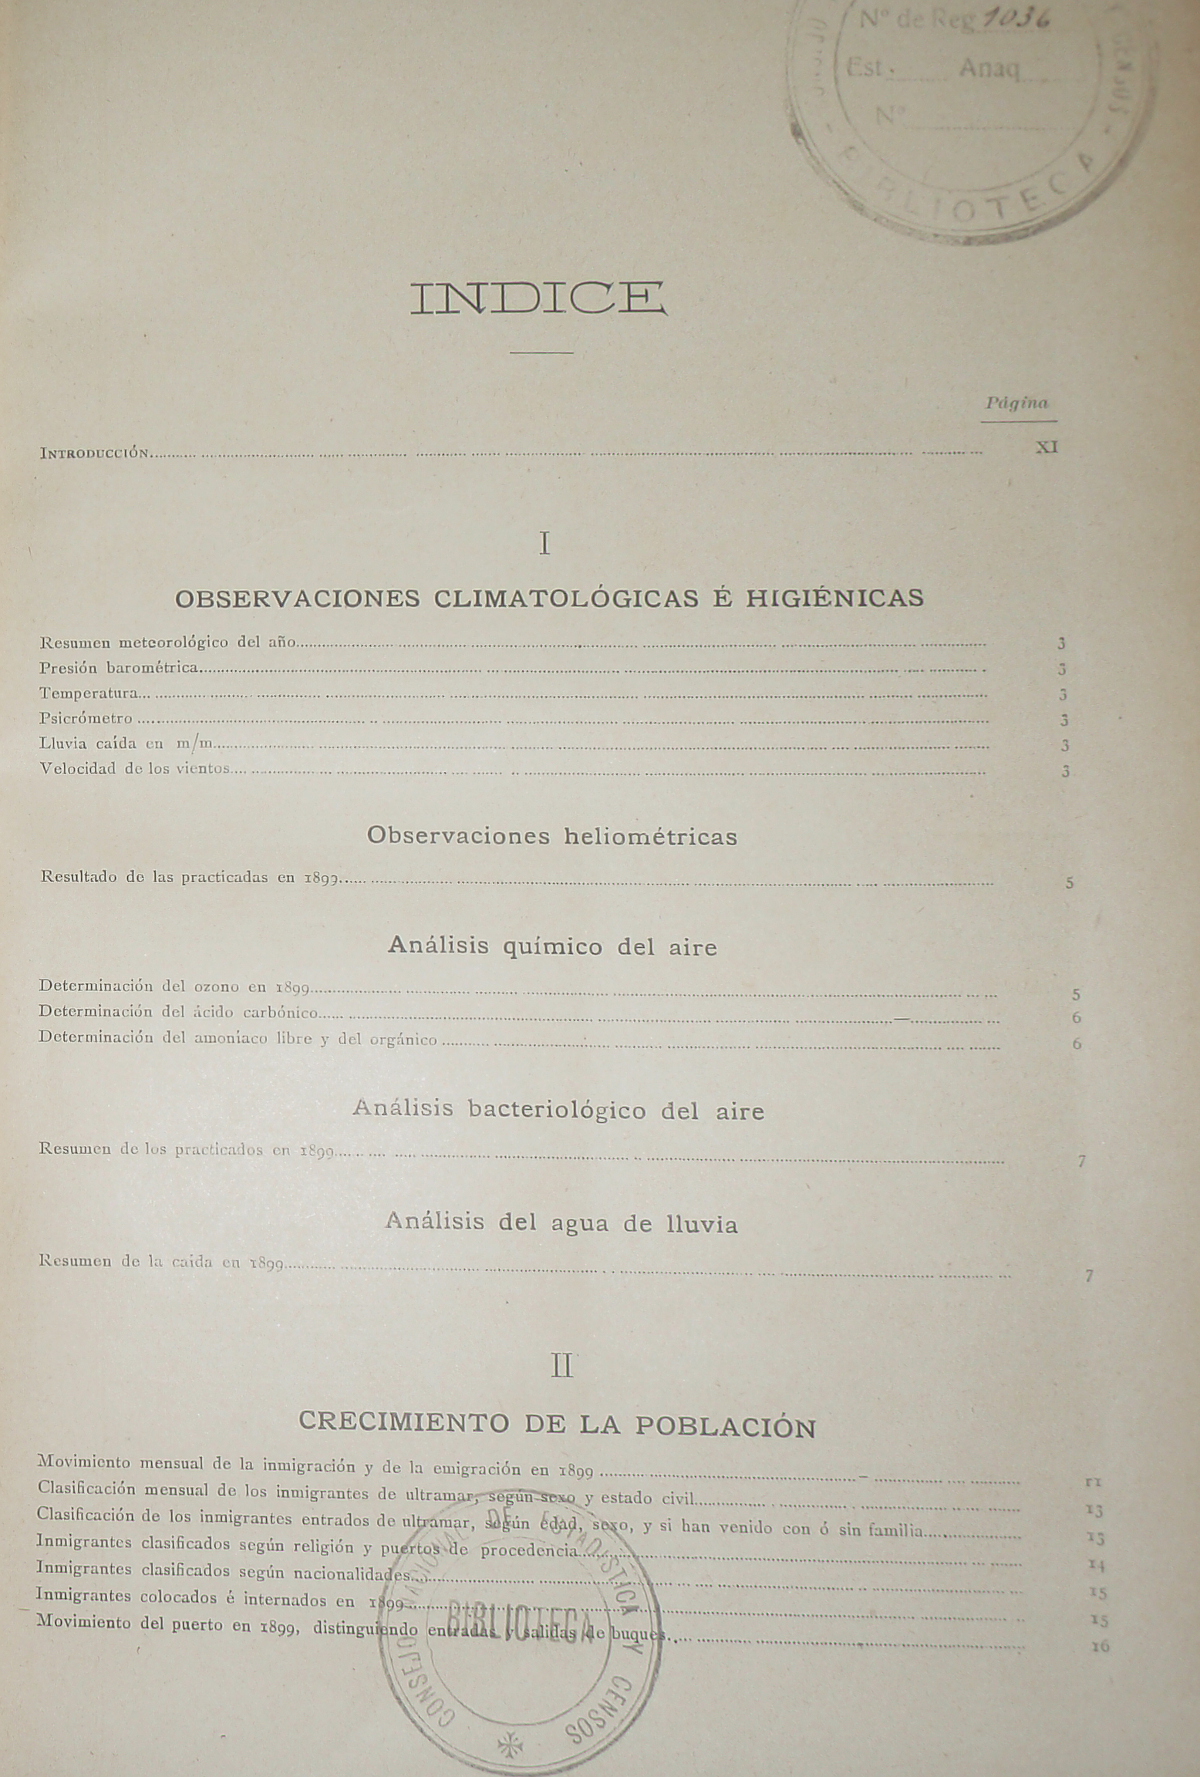 Nº de Reg 1036
Est. Anaq
Nº
BIBLIOTECA
INDICE
Página
INTRODUCCIÓN XI
I
OBSERVACIONES CLIMATOLÓGICAS É HIGIÉNICAS
Resumen meteorológico del año 3
Presión barométrica 3
Temperatura 3
Psicrómetro 3
Lluvia caída en m/m 3
Velocidad de los vientos 3
Observaciones heliométricas
Resultado de las practicadas en 1899 5
Análisis químico del aire
Determinación del ozono en 1899 5
Determinación del ácido carbónico 6
Determinación del amoníaco libre y del orgánico 6
Análisis bacteriológico del aire
Resumen de los practicados en 1899 7
Análisis del agua de lluvia
Resumen de la caida en 1899 7
II
CRECIMIENTO DE LA POBLACIÓN
Movimiento mensual de la inmigración y de la emigración en 1899 11
Clasificación mensual de los inmigrantes de ultramar, según sexo y estado civil 13
Clasificación de los inmigrantes entrados de ultramar, según edad, sexo, y si han venido con ó sin familia 13
Inmigrantes clasificados según religión y puertos de procedencia 14
Inmigrantes clasificados según nacionalidades 15
Inmigrantes colocados é internados en 1899 15
Movimiento del puerto en 1899, distinguiendo entradas y salidas de buques 16
CONSEJO NACIONAL DE ESTADISTICA Y CENSOS
BIBLIOTECA